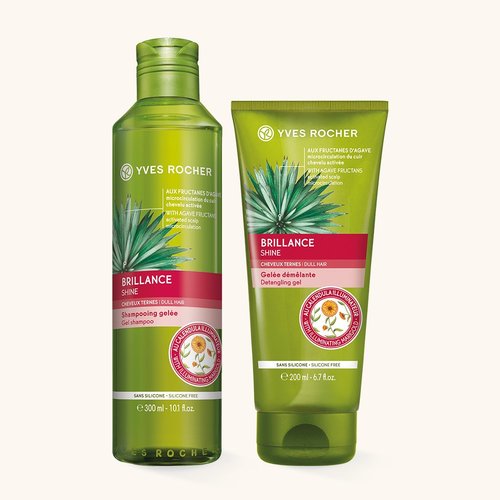 YVES ROCHER
AUX FRUCTANES D'AGAVE
microcirculation du cuir
chevelu activée
WITH AGAVE FRUCTANS
activated scalp
microcirculation
BRILLANCE
SHINE
CHEVEUX TERNES | DULL HAIR
Shampooing gelée
Gel shampoo
AU CALENDULA ILLUMINATEUR
WITH ILLUMINATING MARIGOLD
SANS SILICONE • SILICONE FREE
℮ 300 ml - 10.1 fl.oz.
YVES ROCHER
YVES ROCHER
AUX FRUCTANES D'AGAVE
microcirculation du cuir
chevelu activée
WITH AGAVE FRUCTANS
activated scalp
microcirculation
BRILLANCE
SHINE
CHEVEUX TERNES | DULL HAIR
Gelée démêlante
Detangling gel
AU CALENDULA ILLUMINATEUR
WITH ILLUMINATING MARIGOLD
SANS SILICONE • SILICONE FREE
℮ 200 ml - 6.7 fl.oz.